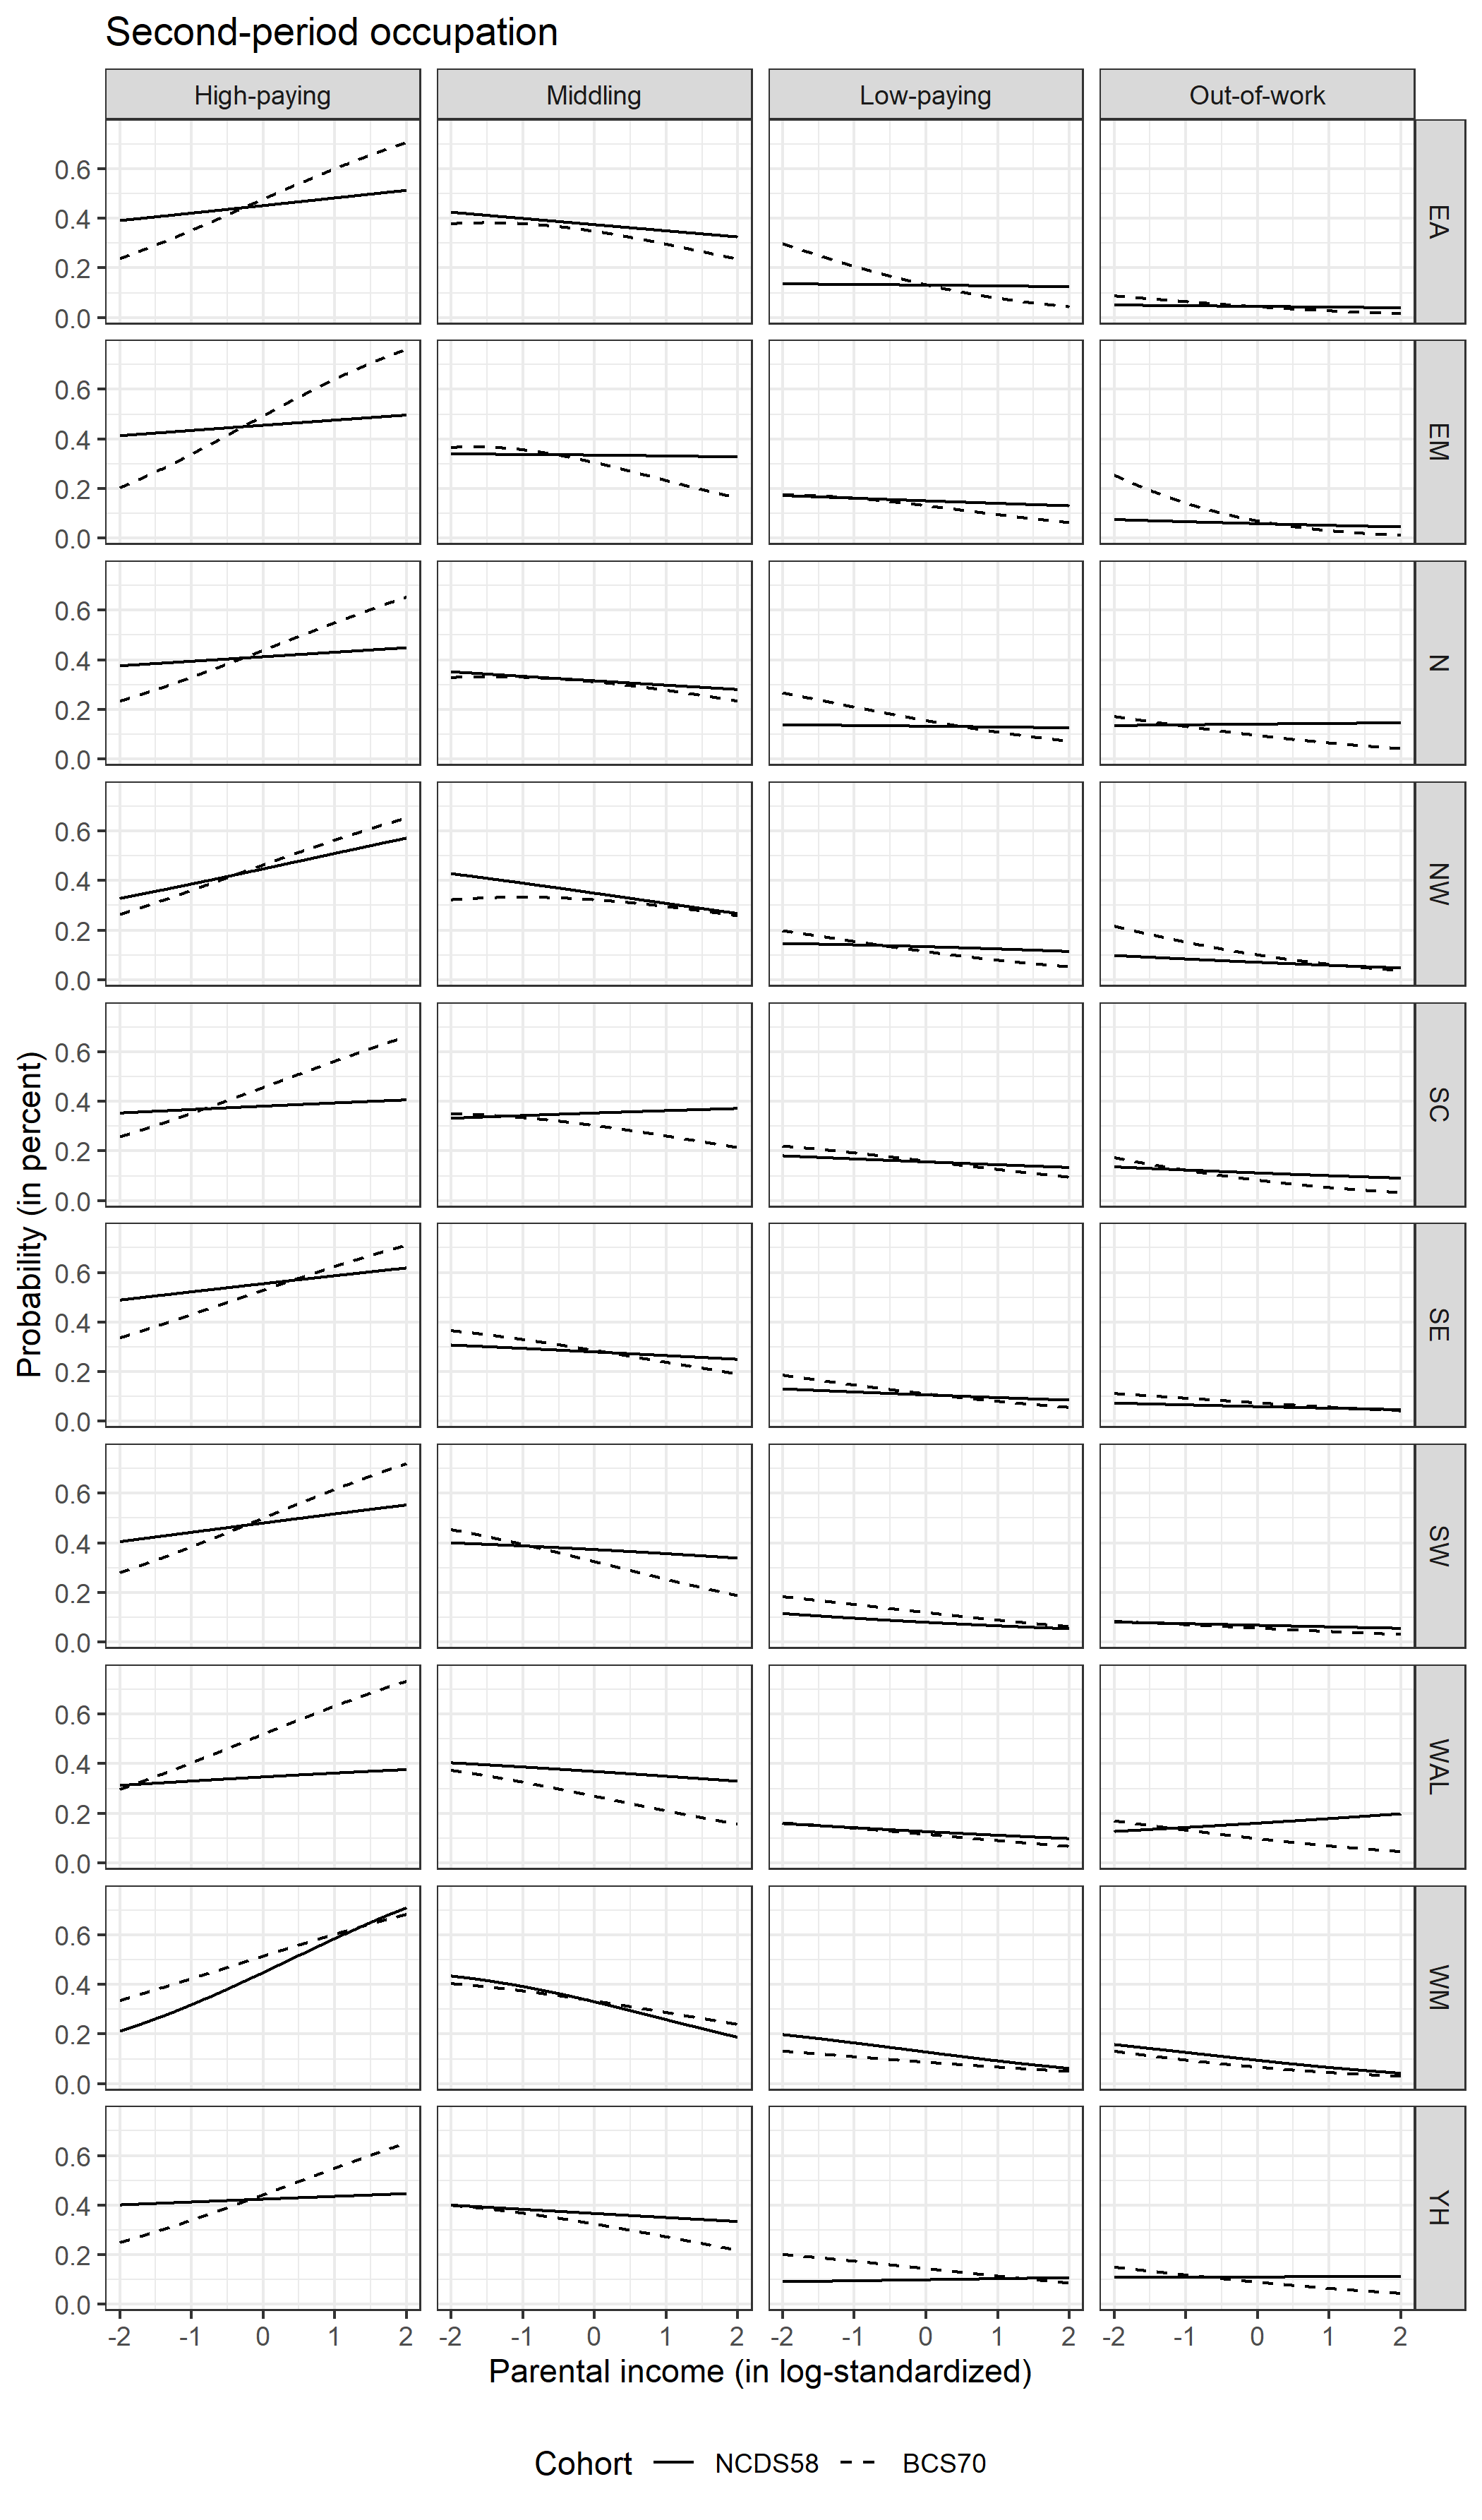 Second-period occupation
High-paying Middling Low-paying Out-of-work
0.6
0.4
0.2
0.0
EA
0.6
0.4
0.2
0.0
EM
0.6
0.4
0.2
0.0
N
0.6
0.4
0.2
0.0
NW
0.6
0.4
0.2
0.0
SC
Probability (in percent)
0.6
0.4
0.2
0.0
SE
0.6
0.4
0.2
0.0
SW
0.6
0.4
0.2
0.0
WAL
0.6
0.4
0.2
0.0
WM
0.6
0.4
0.2
0.0
YH
-2 -1 0 1 2 -2 -1 0 1 2 -2 -1 0 1 2 -2 -1 0 1 2
Parental income (in log-standardized)
Cohort NCDS58 BCS70